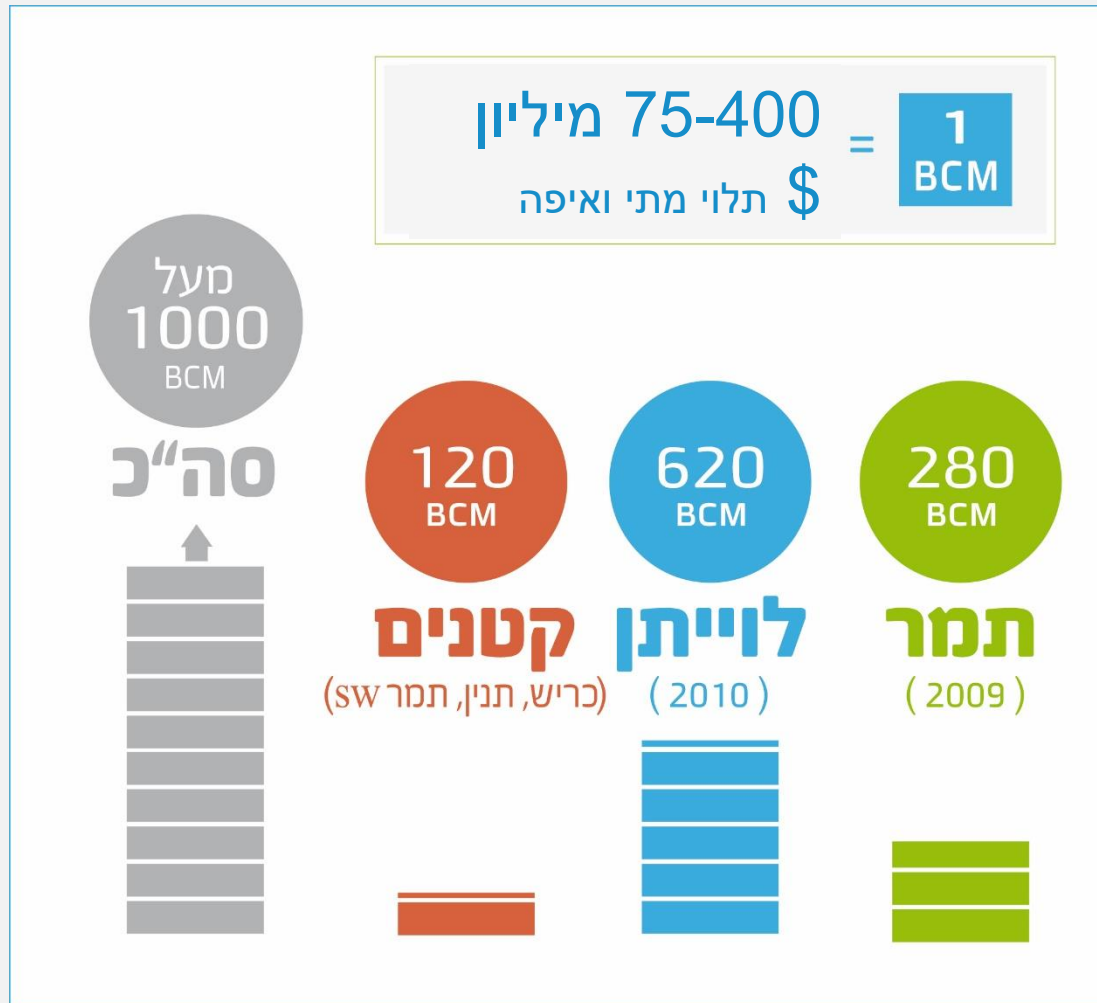 75-400 מיליון
$ תלוי מתי ואיפה
=
1
BCM
280
BCM
תמר
( 2009 )
620
BCM
לוייתן
( 2010 )
120
BCM
קטנים
(כריש, תנין, תמר SW)
מעל
1000
BCM
סה"כ